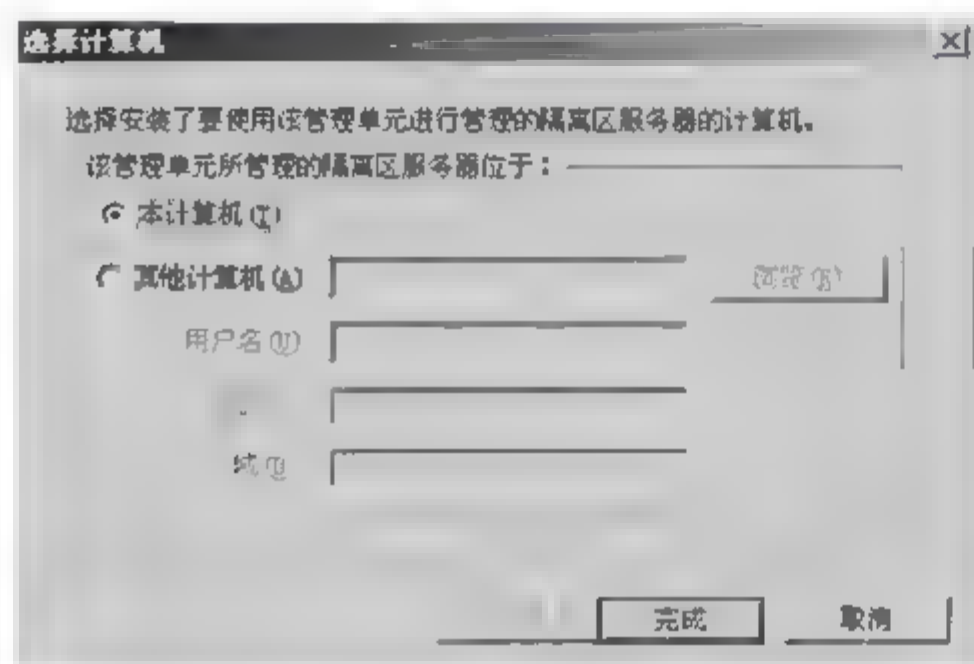 选择计算机
选择安装了要使用该管理单元进行管理的隔离区服务器的计算机。
该管理单元所管理的隔离区服务器位于：
本计算机(T)
其他计算机(A)
用户名(U)
域
完成
取消